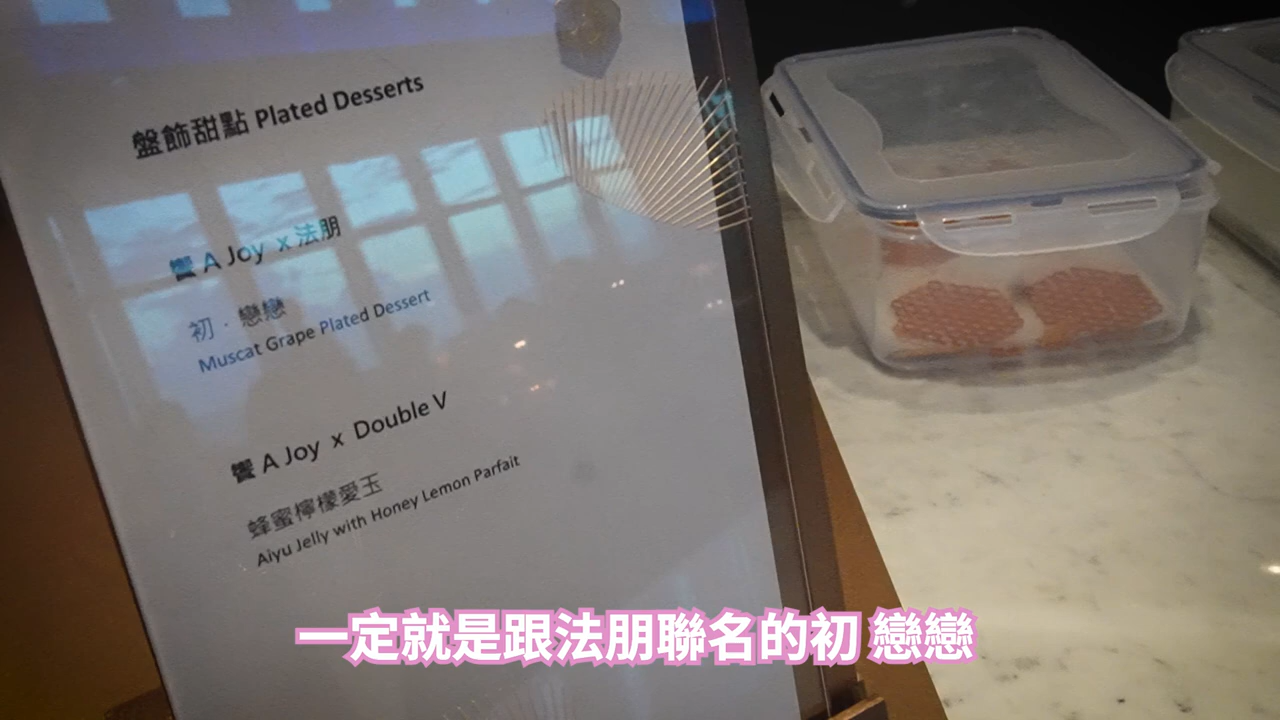 盤飾甜點 Plated Desserts
饗 A Joy x 法朋
初．戀戀
Muscat Grape Plated Dessert
饗 A Joy x Double V
蜂蜜檸檬愛玉
Aiyu Jelly with Honey Lemon Parfait
一定就是跟法朋聯名的初 戀戀